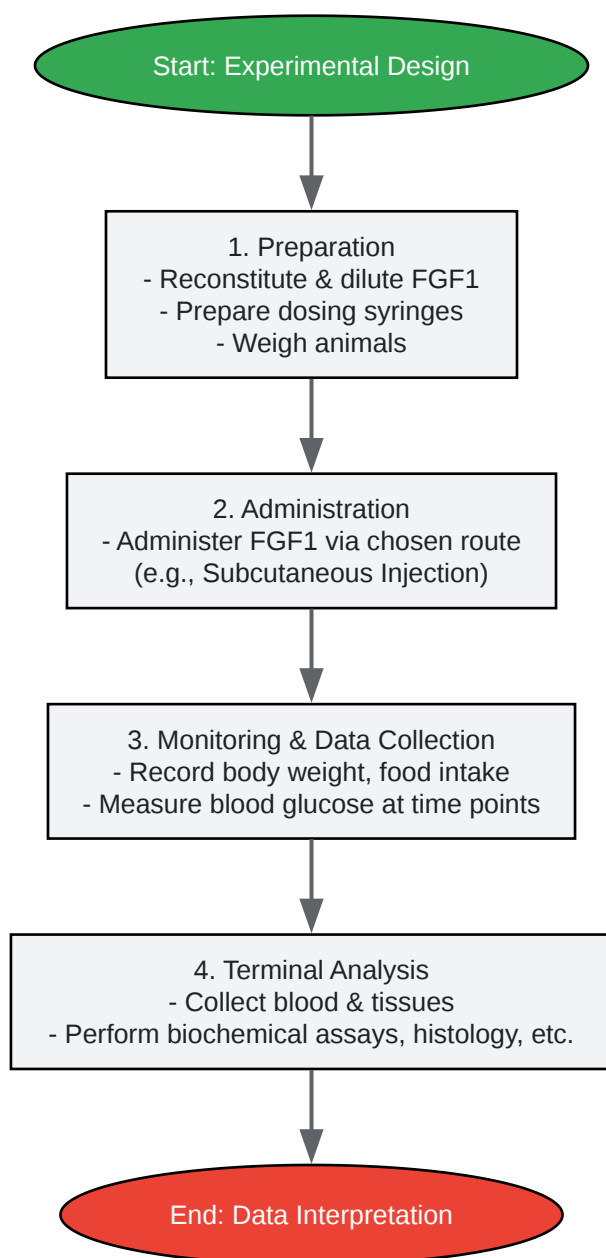 Start: Experimental Design
1. Preparation
- Reconstitute & dilute FGF1
- Prepare dosing syringes
- Weigh animals
2. Administration
- Administer FGF1 via chosen route
(e.g., Subcutaneous Injection)
3. Monitoring & Data Collection
- Record body weight, food intake
- Measure blood glucose at time points
4. Terminal Analysis
- Collect blood & tissues
- Perform biochemical assays, histology, etc.
End: Data Interpretation